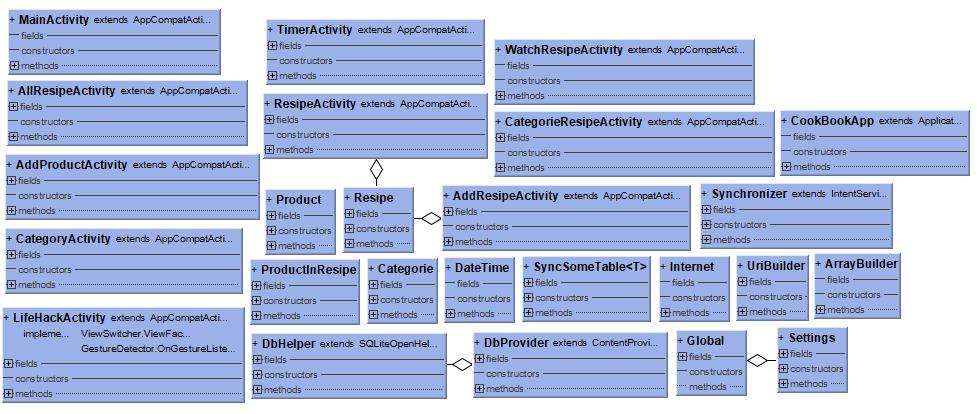 + MainActivity extends AppCompatActi...
fields
constructors
methods
+ AllResipeActivity extends AppCompatActi...
fields
constructors
methods
+ AddProductActivity extends AppCompatActi...
fields
constructors
methods
+ CategoryActivity extends AppCompatActi...
fields
constructors
methods
+ LifeHackActivity extends AppCompatActi...
impleme... ViewSwitcher.ViewFac...
GestureDetector.OnGestureListe...
fields
constructors
methods
+ TimerActivity extends AppCompatActi...
fields
constructors
methods
+ ResipeActivity extends AppCompatActi...
fields
constructors
methods
+ WatchResipeActivity extends AppCompatActi...
fields
constructors
methods
+ CategorieResipeActivity extends AppCompatActi...
fields
constructors
methods
+ CookBookApp extends Applicat...
fields
constructors
methods
+ Product
fields
constructors
methods
+ Resipe
fields
constructors
methods
+ AddResipeActivity extends AppCompatActi...
fields
constructors
methods
+ Synchronizer extends IntentServi...
fields
constructors
methods
+ ProductInResipe
fields
constructors
methods
+ Categorie
fields
constructors
methods
+ DateTime
fields
constructors
methods
+ SyncSomeTable<T>
fields
constructors
methods
+ Internet
fields
constructors
methods
+ UriBuilder
fields
constructors
methods
+ ArrayBuilder
fields
constructors
methods
+ DbHelper extends SQLiteOpenHel...
fields
constructors
methods
+ DbProvider extends ContentProvi...
fields
constructors
methods
+ Global
fields
constructors
methods
+ Settings
fields
constructors
methods